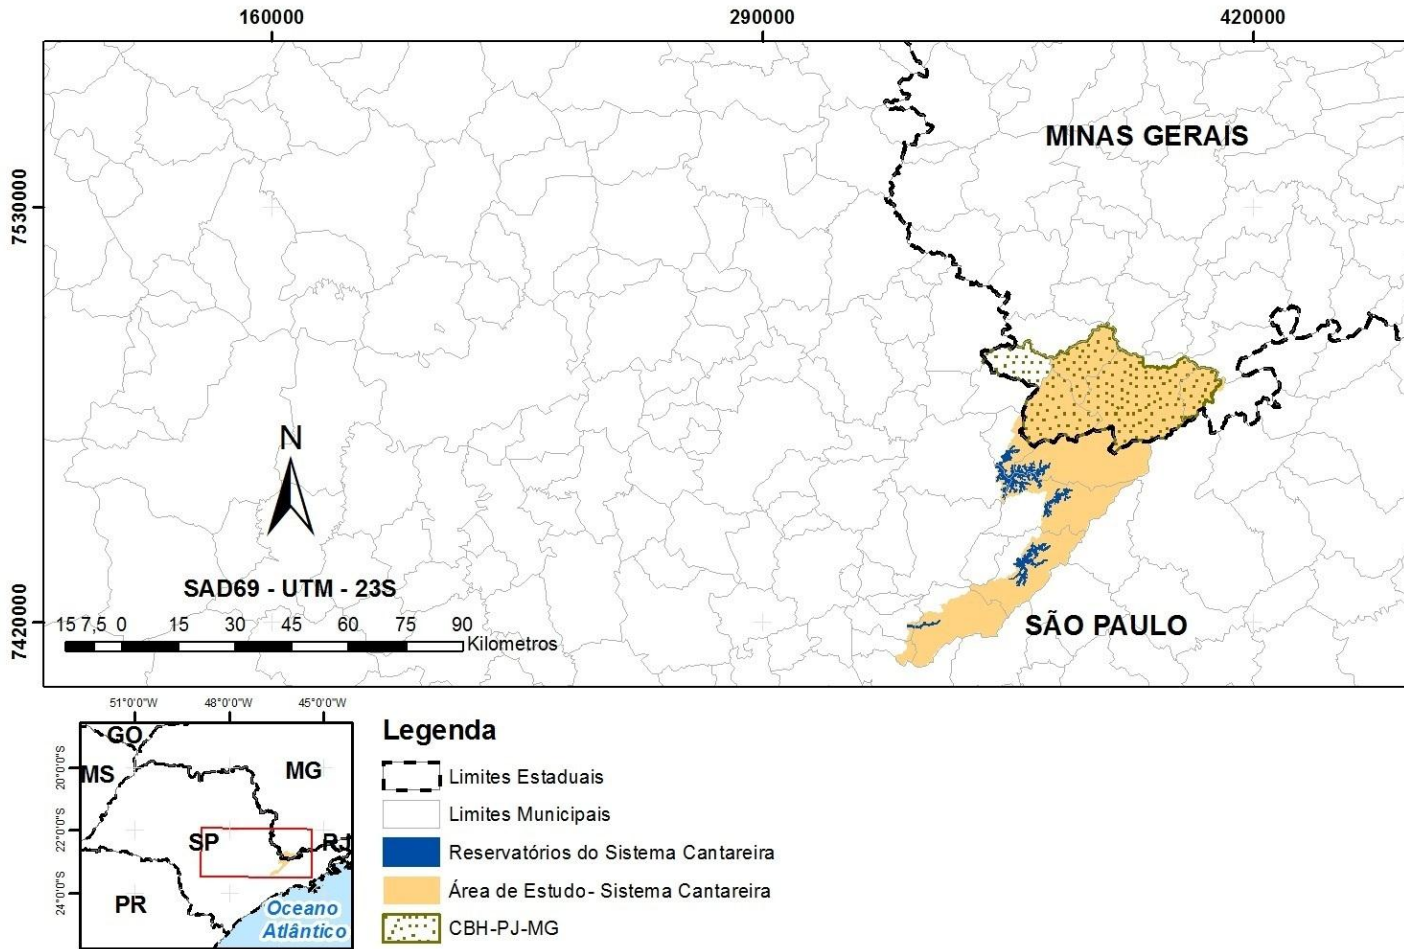 160000
290000
420000
MINAS GERAIS
7530000
N
SAD69 - UTM - 23S
15 7,5 0 15 30 45 60 75 90
Kilometros
7420000
SÃO PAULO
51°0'0"W 48°0'0"W 45°0'0"W
GO
MS
MG
20°0'0"S
22°0'0"S
SP
RJ
24°0'0"S
PR
Oceano
Atlântico
Legenda
Limites Estaduais
Limites Municipais
Reservatórios do Sistema Cantareira
Área de Estudo- Sistema Cantareira
CBH-PJ-MG